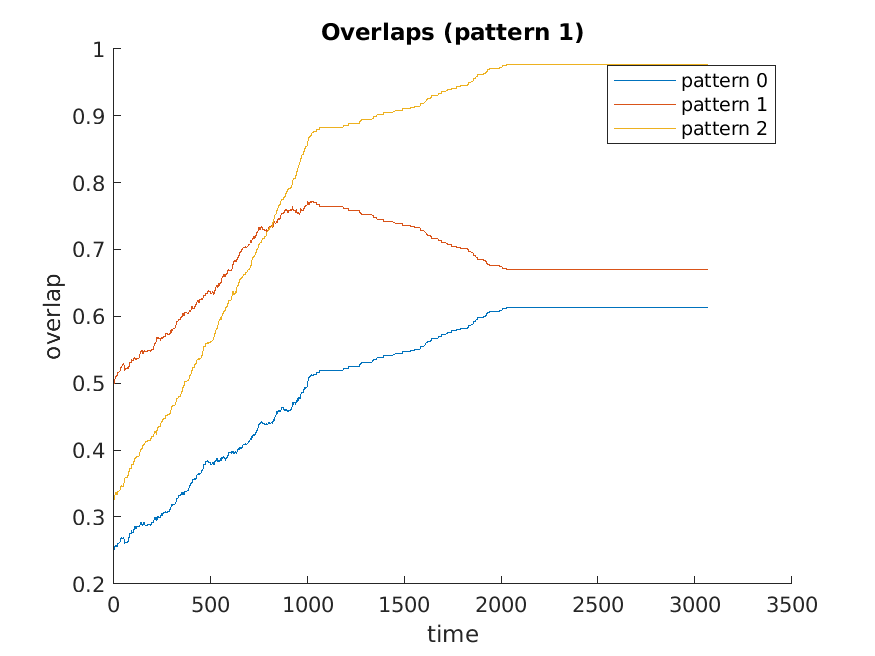 Overlaps (pattern 1)
1
0.9
0.8
0.7
0.6
0.5
0.4
0.3
0.2
overlap
pattern 0
pattern 1
pattern 2
0 500 1000 1500 2000 2500 3000 3500
time